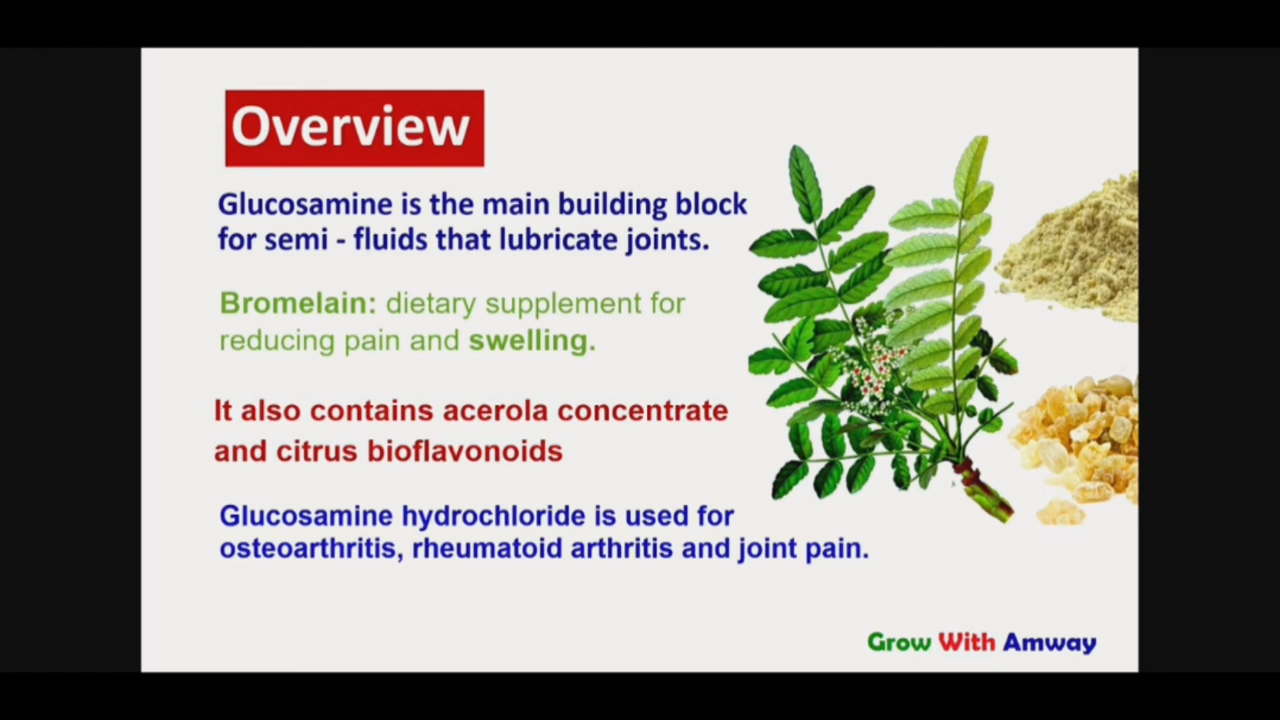 Overview
Glucosamine is the main building block
for semi - fluids that lubricate joints.
Bromelain: dietary supplement for
reducing pain and swelling.
It also contains acerola concentrate
and citrus bioflavonoids
Glucosamine hydrochloride is used for
osteoarthritis, rheumatoid arthritis and joint pain.
Grow With Amway